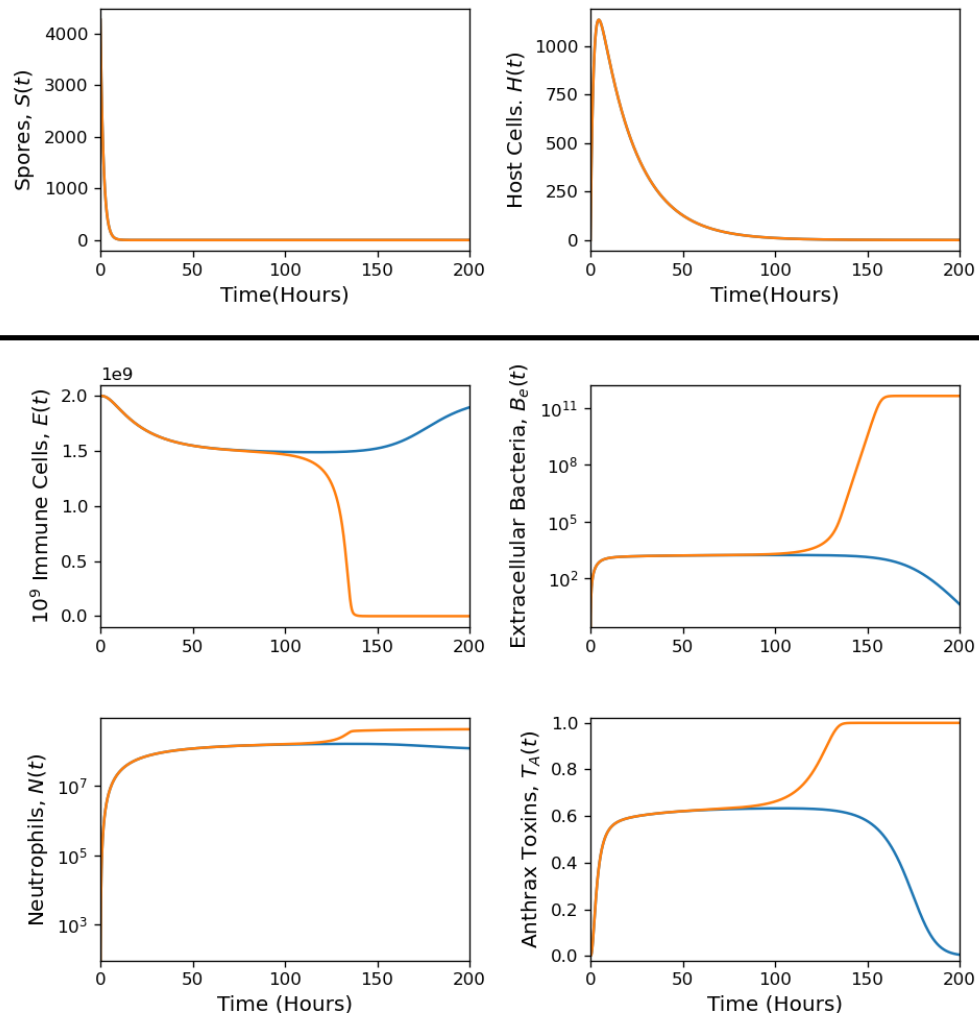 4000
3000
2000
1000
0
Spores, S(t)
0 50 100 150 200
Time(Hours)
1000
750
500
250
0
Host Cells. H(t)
0 50 100 150 200
Time(Hours)
1e9
2.0
1.5
1.0
0.5
0.0
10⁹ Immune Cells, E(t)
0 50 100 150 200
10¹¹
10⁸
10⁵
10²
Extracellular Bacteria, Bₑ(t)
0 50 100 150 200
10⁷
10⁵
10³
Neutrophils, N(t)
0 50 100 150 200
Time (Hours)
1.0
0.8
0.6
0.4
0.2
0.0
Anthrax Toxins, T_A(t)
0 50 100 150 200
Time (Hours)